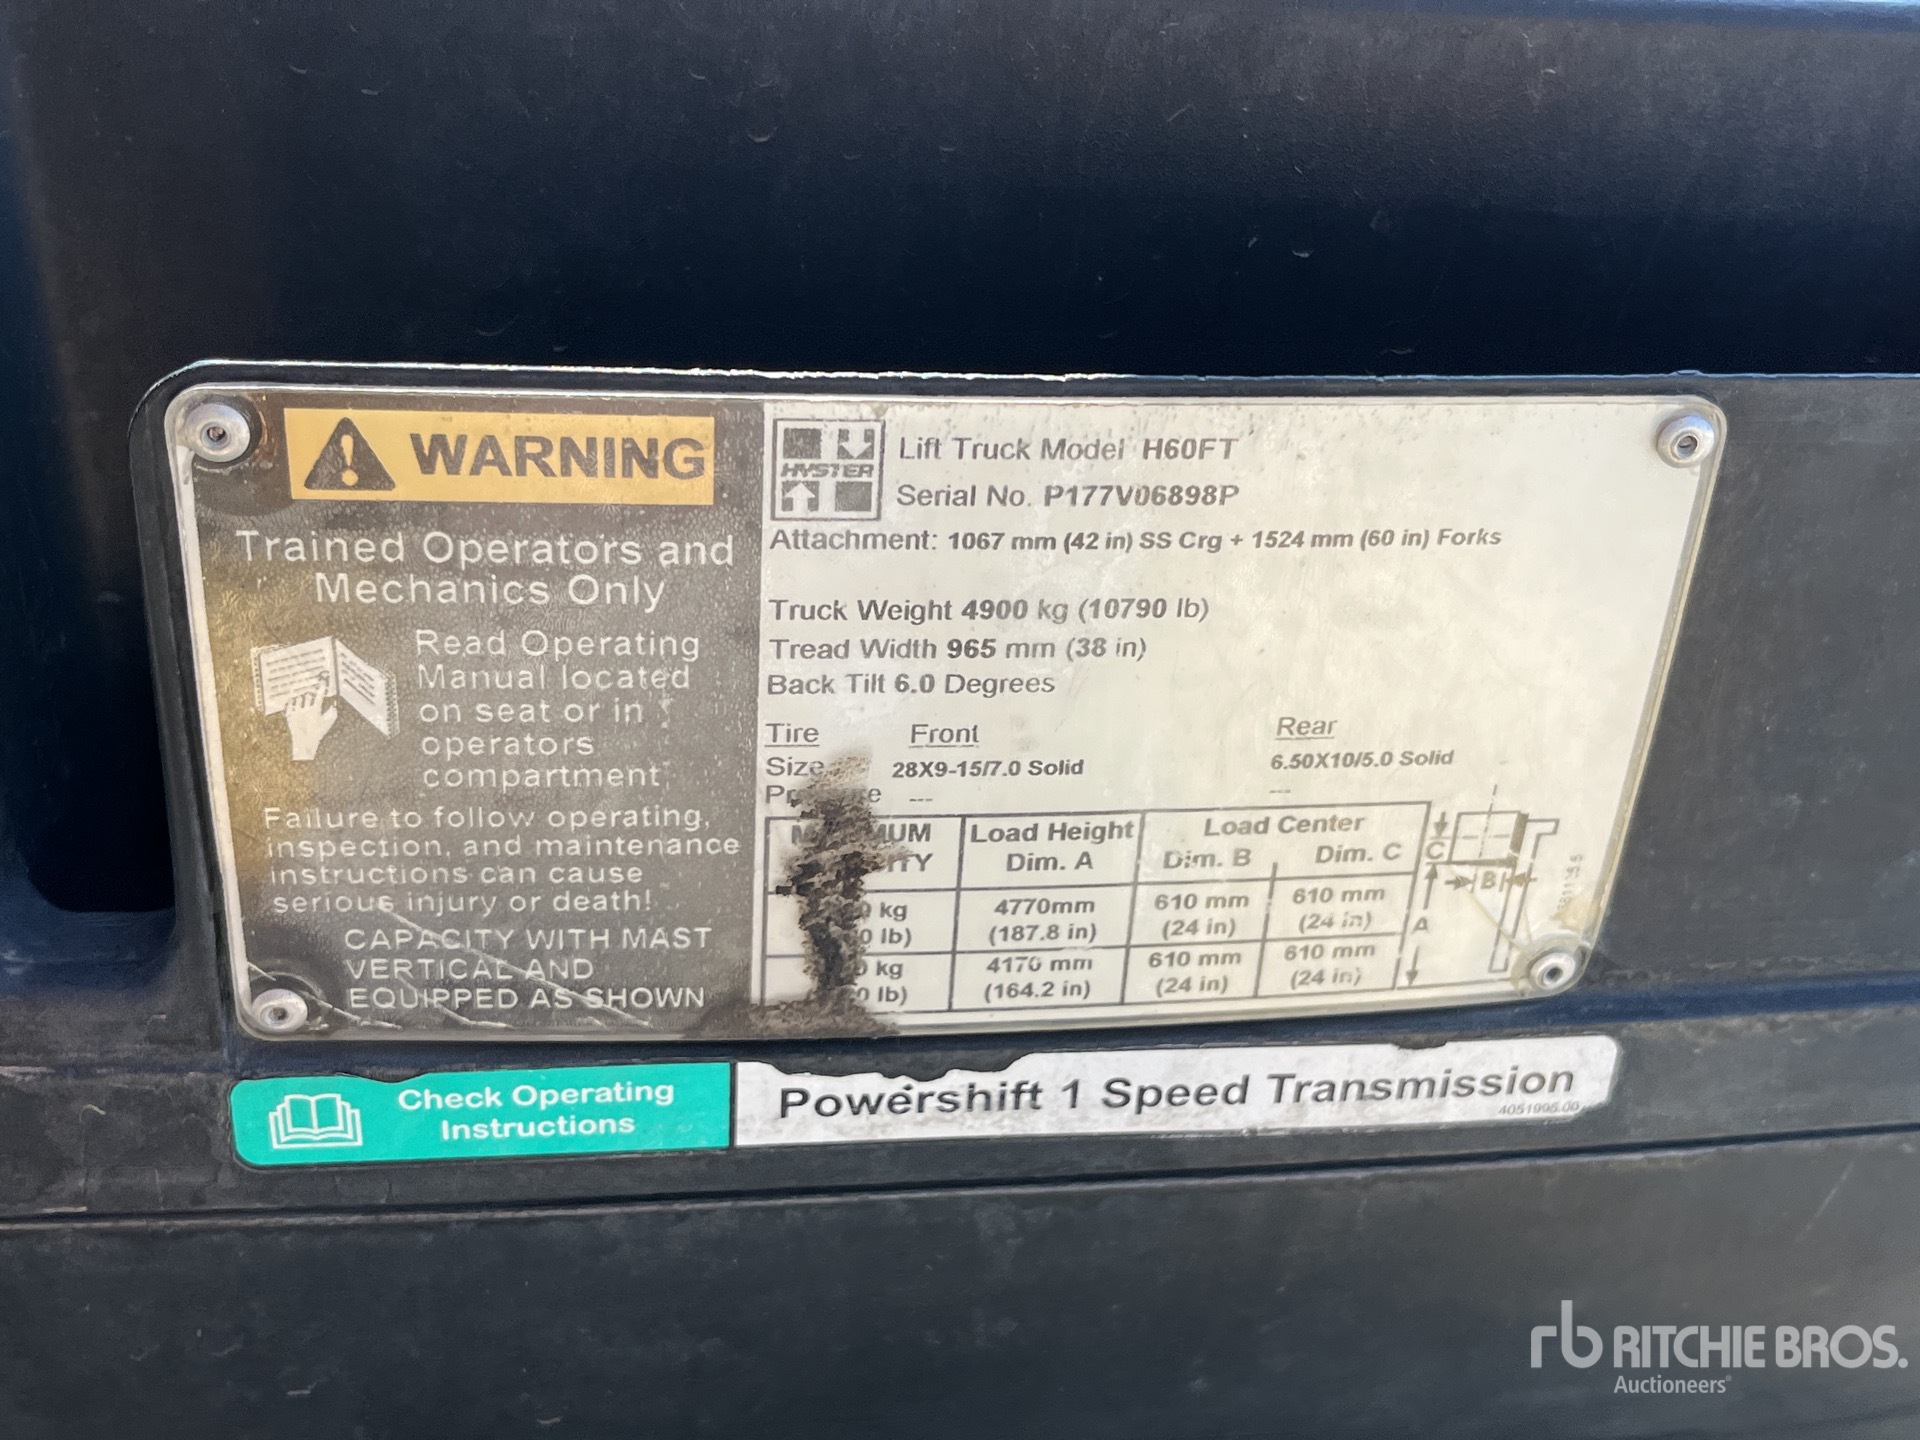 WARNING
Trained Operators and
Mechanics Only
Read Operating
Manual located
on seat or in
operators
compartment
Failure to follow operating,
inspection, and maintenance
instructions can cause
serious injury or death!
CAPACITY WITH MAST
VERTICAL AND
EQUIPPED AS SHOWN
HYSTER
Lift Truck Model H60FT
Serial No. P177V06898P
Attachment: 1067 mm (42 in) SS Crg + 1524 mm (60 in) Forks
Truck Weight 4900 kg (10790 lb)
Tread Width 965 mm (38 in)
Back Tilt 6.0 Degrees
Tire Front Rear
Size 28X9-15/7.0 Solid 6.50X10/5.0 Solid
--- ---
Load Height Load Center
Dim. A Dim. B Dim. C
kg 4770mm 610 mm 610 mm
lb) (187.8 in) (24 in) (24 in)
kg 4170 mm 610 mm 610 mm
lb) (164.2 in) (24 in) (24 in)
C
B
A
Check Operating
Instructions
Powershift 1 Speed Transmission
4051995.00
rb RITCHIE BROS.
Auctioneers